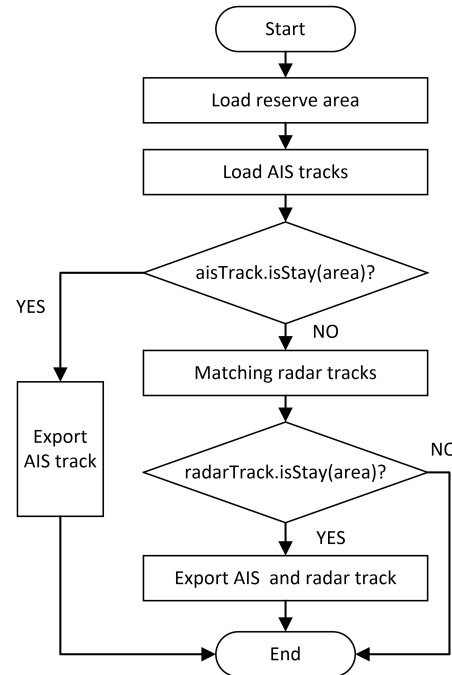 Start
Load reserve area
Load AIS tracks
aisTrack.isStay(area)?
YES
NO
Matching radar tracks
Export
AIS track
radarTrack.isStay(area)?
NO
YES
Export AIS and radar track
End